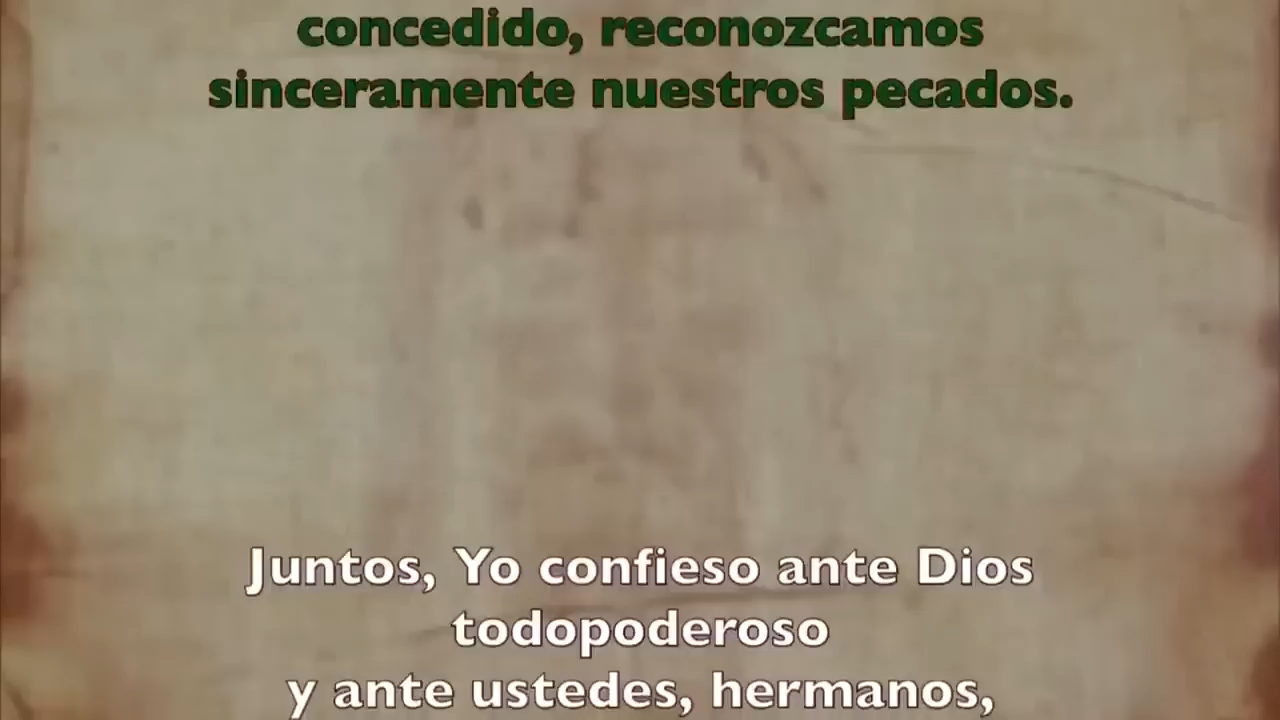 concedido, reconozcamos
sinceramente nuestros pecados.
Juntos, Yo confieso ante Dios
todopoderoso
y ante ustedes, hermanos,